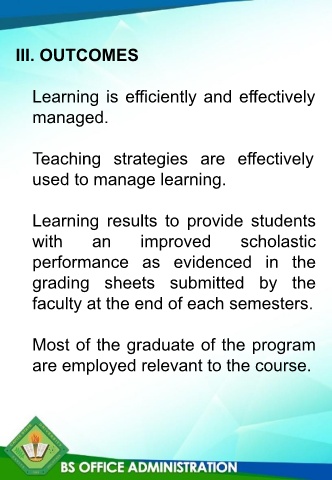 III. OUTCOMES
Learning is efficiently and effectively
managed.
Teaching strategies are effectively
used to manage learning.
Learning results to provide students
with an improved scholastic
performance as evidenced in the
grading sheets submitted by the
faculty at the end of each semesters.
Most of the graduate of the program
are employed relevant to the course.
BS OFFICE ADMINISTRATION